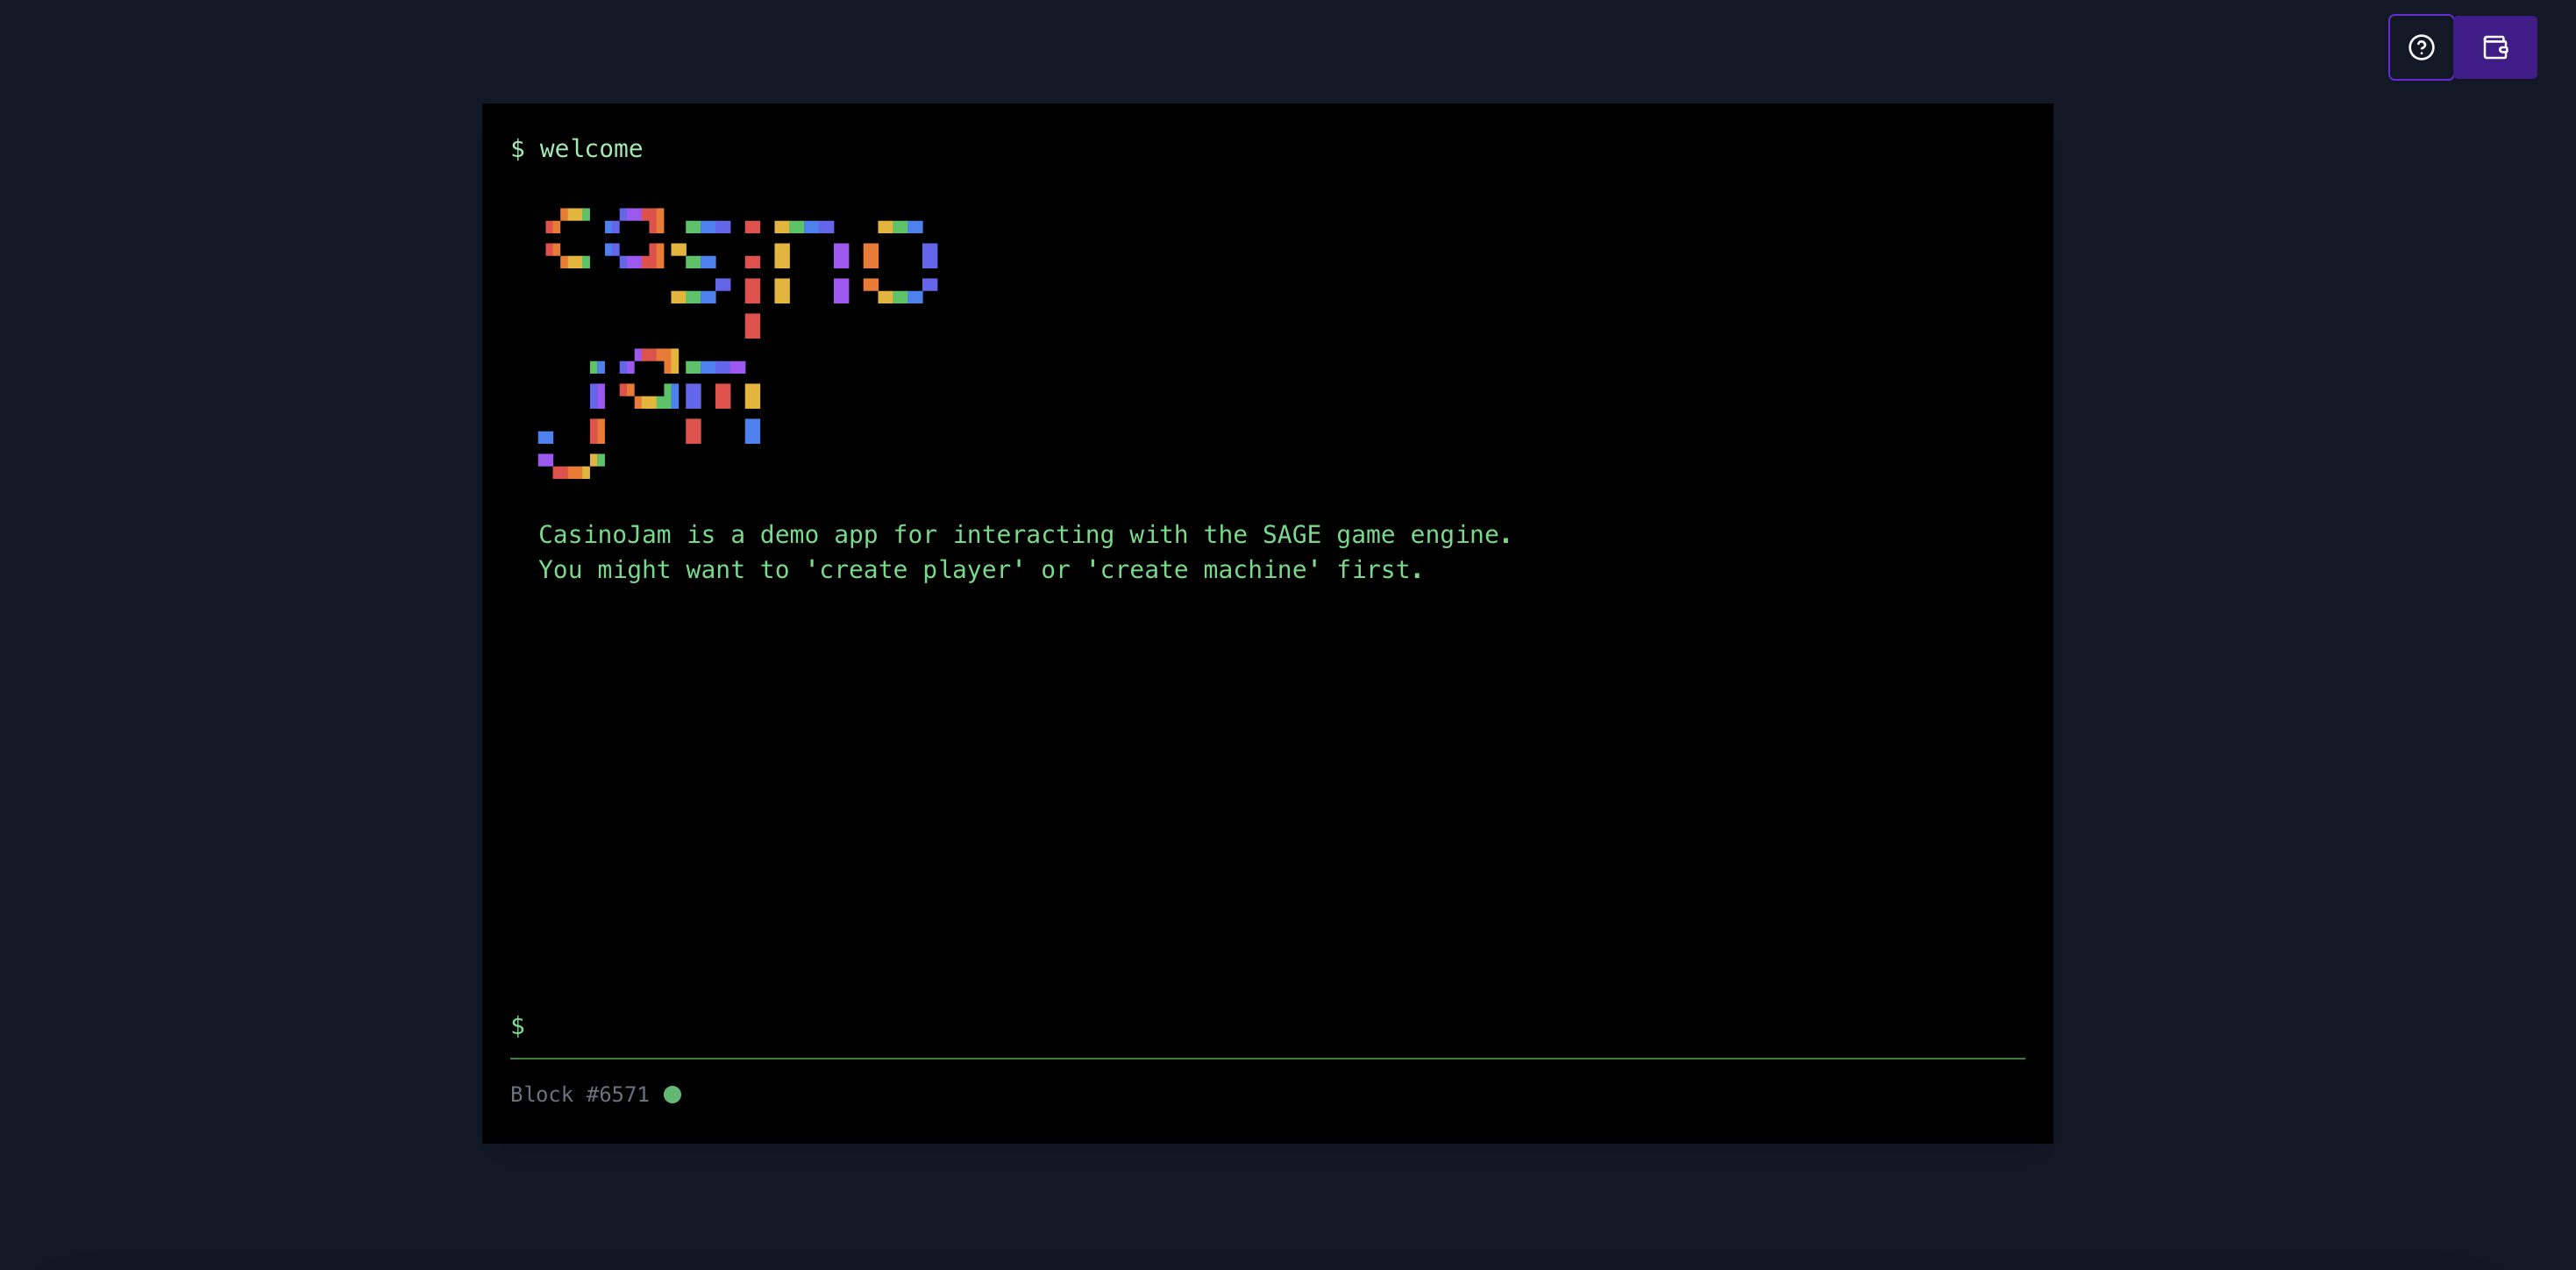 $ welcome
casino
jam
CasinoJam is a demo app for interacting with the SAGE game engine.
You might want to 'create player' or 'create machine' first.
$
Block #6571